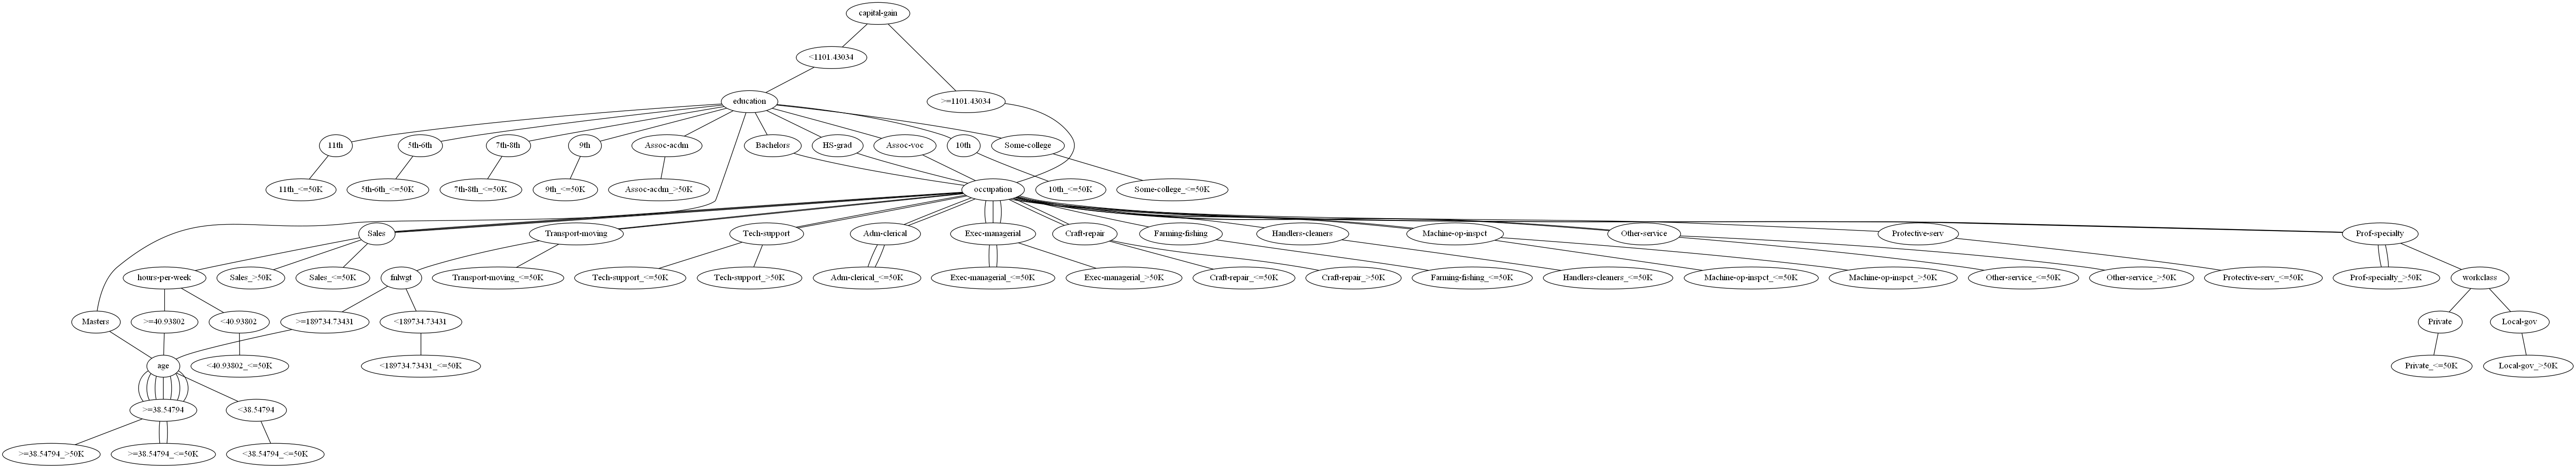 capital-gain
<1101.43034
education
>=1101.43034
11th
5th-6th
7th-8th
9th
Assoc-acdm
Bachelors
HS-grad
Assoc-voc
10th
Some-college
11th_<=50K
5th-6th_<=50K
7th-8th_<=50K
9th_<=50K
Assoc-acdm_>50K
occupation
10th_<=50K
Some-college_<=50K
Sales
Transport-moving
Tech-support
Adm-clerical
Exec-managerial
Craft-repair
Farming-fishing
Handlers-cleaners
Machine-op-inspct
Other-service
Protective-serv
Prof-specialty
hours-per-week
Sales_>50K
Sales_<=50K
fnlwgt
Transport-moving_<=50K
Tech-support_<=50K
Tech-support_>50K
Adm-clerical_<=50K
Exec-managerial_<=50K
Exec-managerial_>50K
Craft-repair_<=50K
Craft-repair_>50K
Farming-fishing_<=50K
Handlers-cleaners_<=50K
Machine-op-inspct_<=50K
Machine-op-inspct_>50K
Other-service_<=50K
Other-service_>50K
Protective-serv_<=50K
Prof-specialty_>50K
workclass
Masters
>=40.93802
<40.93802
>=189734.73431
<189734.73431
Private
Local-gov
age
<40.93802_<=50K
<189734.73431_<=50K
Private_<=50K
Local-gov_>50K
>=38.54794
<38.54794
>=38.54794_>50K
>=38.54794_<=50K
<38.54794_<=50K